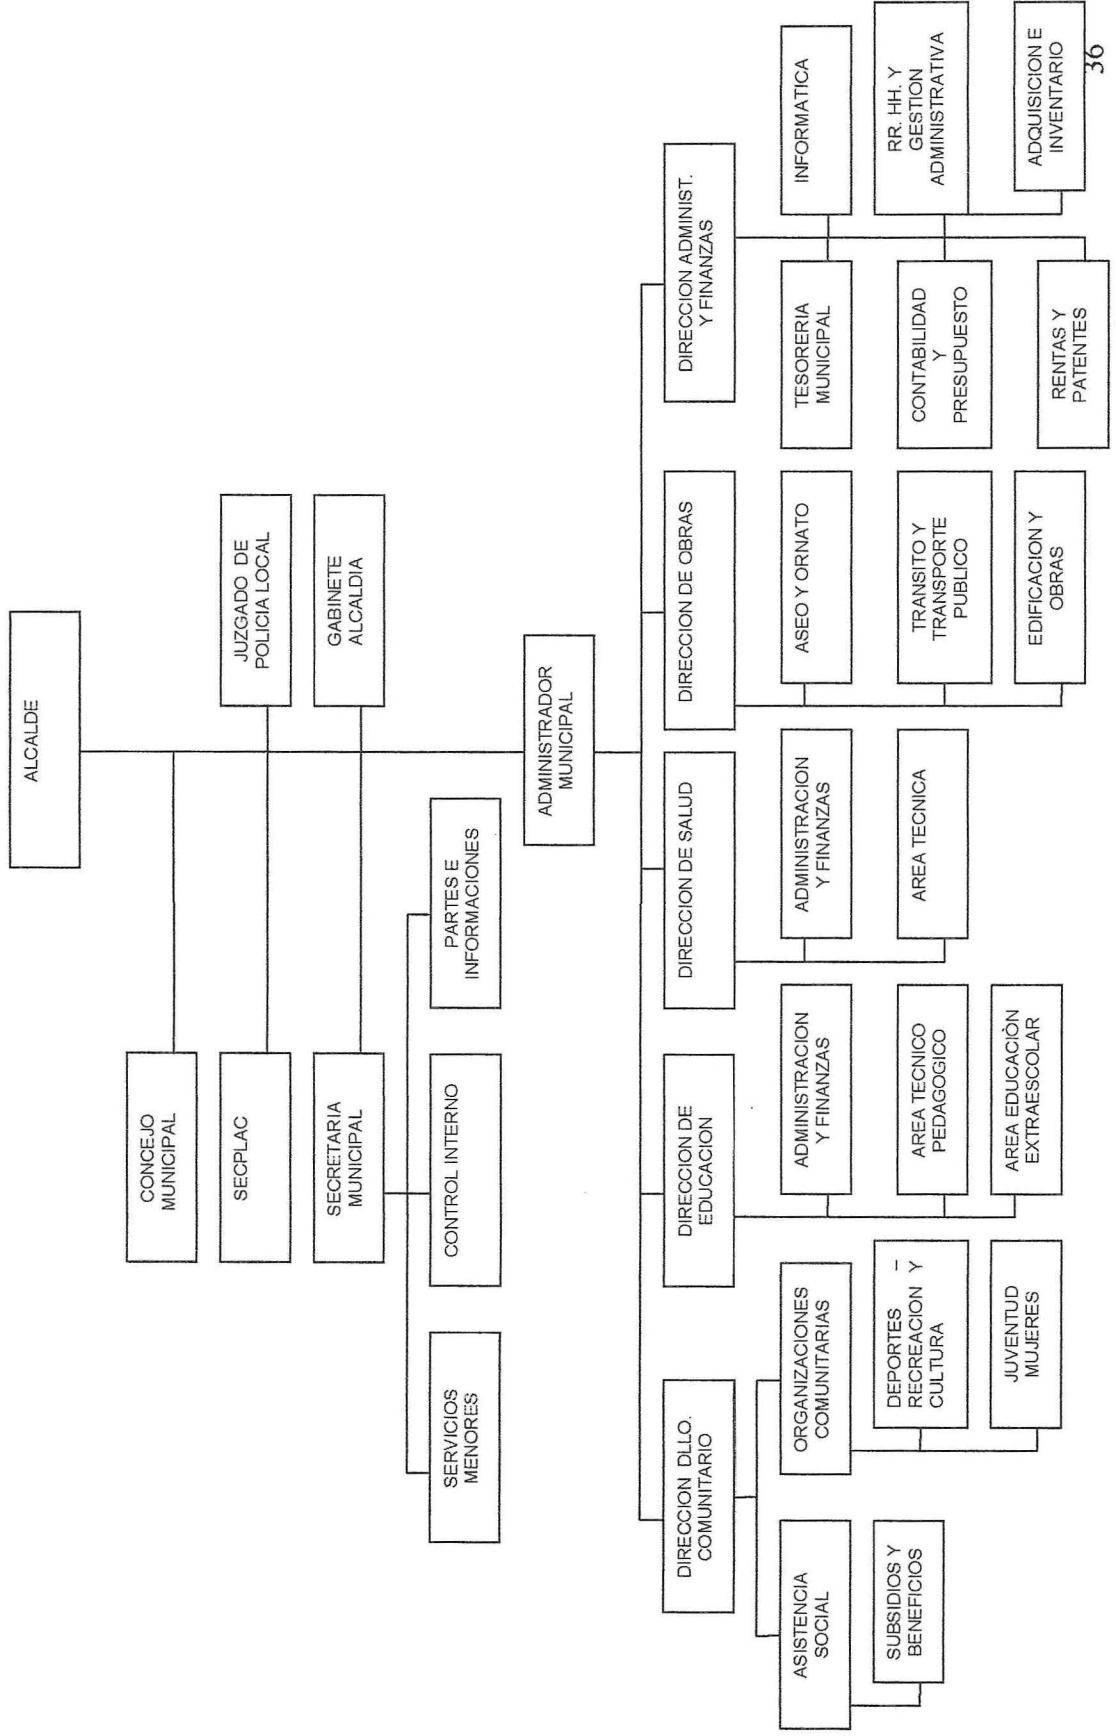 ALCALDE
CONCEJO
MUNICIPAL
SECPLAC
JUZGADO DE
POLICIA LOCAL
SECRETARIA
MUNICIPAL
GABINETE
ALCALDIA
SERVICIOS
MENORES
CONTROL INTERNO
PARTES E
INFORMACIONES
ADMINISTRADOR
MUNICIPAL
DIRECCION DLLO.
COMUNITARIO
DIRECCION DE
EDUCACION
DIRECCION DE SALUD
DIRECCION DE OBRAS
DIRECCION ADMINIST.
Y FINANZAS
ASISTENCIA
SOCIAL
ORGANIZACIONES
COMUNITARIAS
ADMINISTRACION
Y FINANZAS
ADMINISTRACION
Y FINANZAS
ASEO Y ORNATO
TESORERIA
MUNICIPAL
INFORMATICA
SUBSIDIOS Y
BENEFICIOS
DEPORTES –
RECREACION Y
CULTURA
AREA TECNICO
PEDAGOGICO
AREA TECNICA
TRANSITO Y
TRANSPORTE
PUBLICO
CONTABILIDAD
Y
PRESUPUESTO
RR. HH. Y
GESTION
ADMINISTRATIVA
JUVENTUD
MUJERES
AREA EDUCACIÒN
EXTRAESCOLAR
EDIFICACION Y
OBRAS
RENTAS Y
PATENTES
ADQUISICION E
INVENTARIO
36